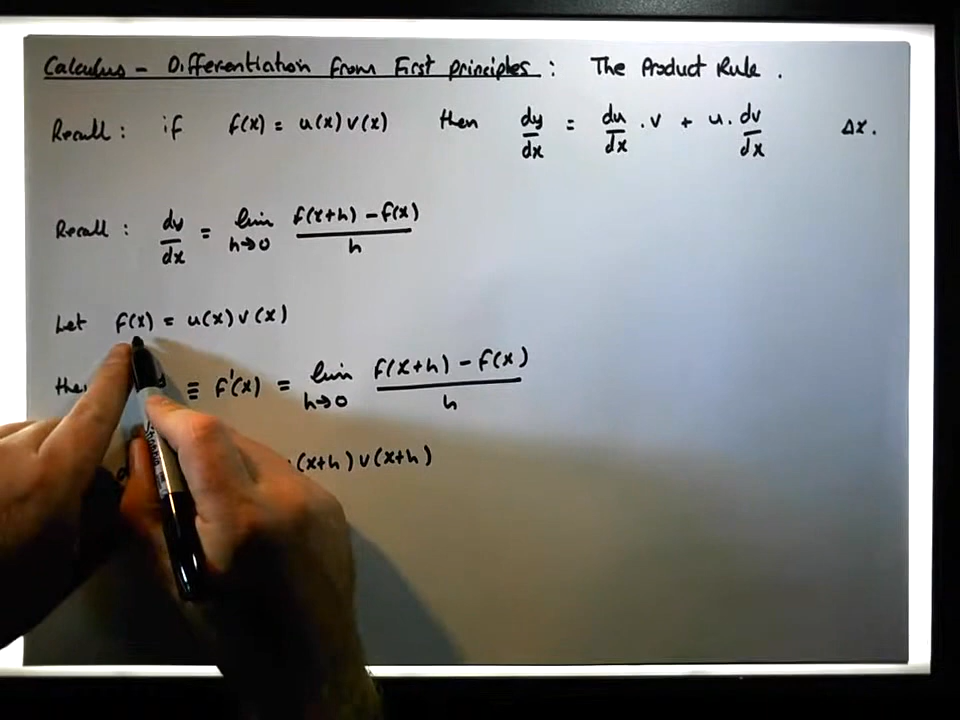 Calculus - Differentiation from First principles : The Product Rule .
Recall : if f(x) = u(x) v(x) then dy/dx = du/dx . v + u . dv/dx Δx .
Recall : dy/dx = lim h→0 f(x+h) - f(x) / h
Let f(x) = u(x) v(x)
≡ f'(x) = lim h→0 f(x+h) - f(x) / h
(x+h) v(x+h)
Sharpie